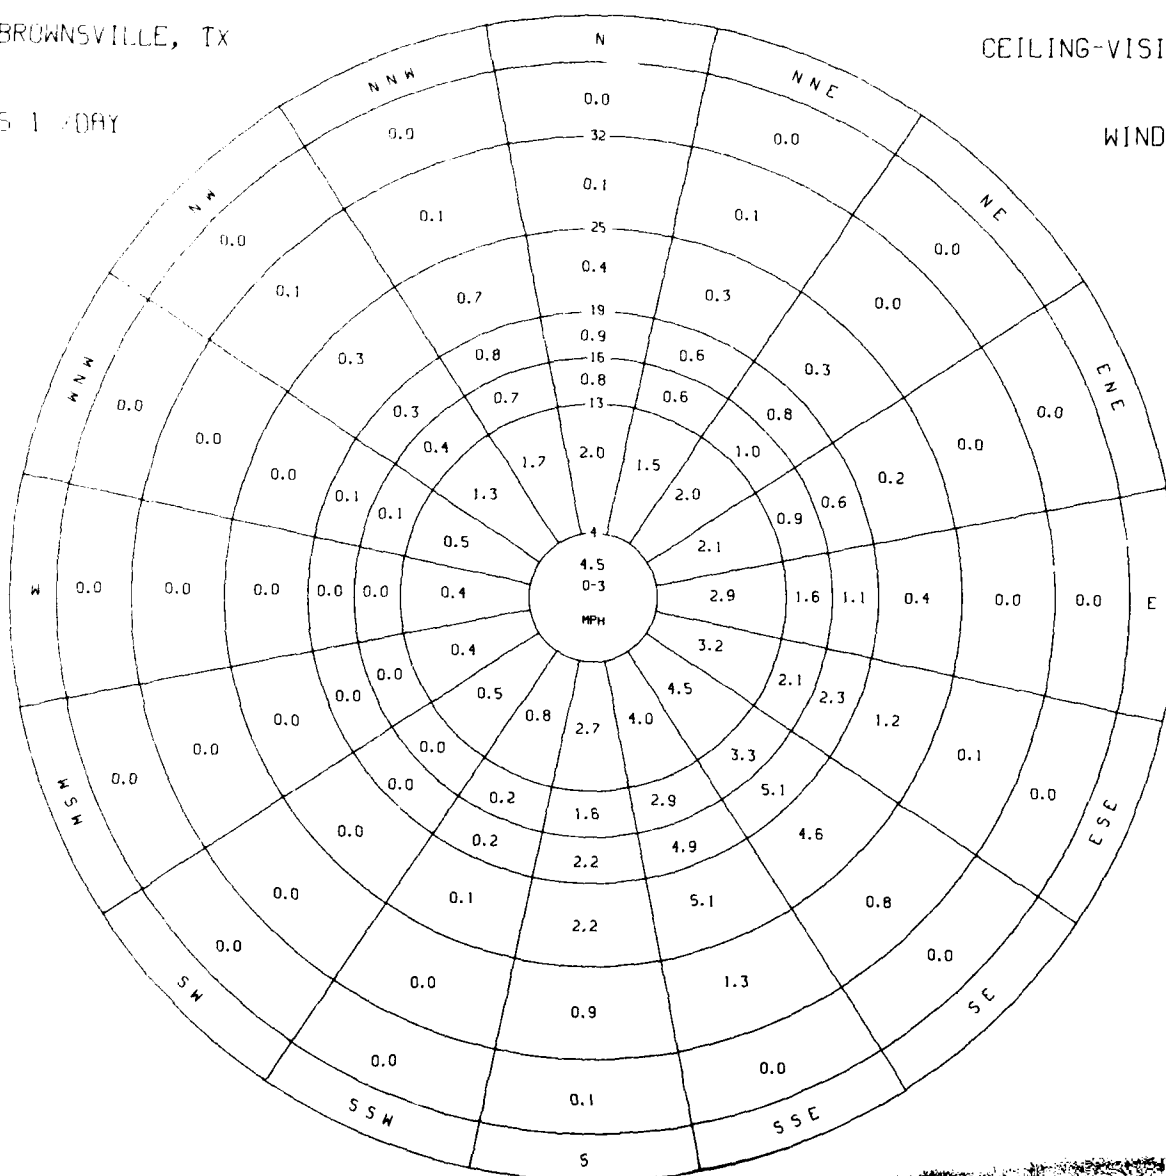 BROWNSVILLE, TX
CEILING-VISI
S 1 /DAY
WIND
N
NNE
NE
ENE
E
ESE
SE
SSE
S
SSW
SW
WSW
W
WNW
NW
NNW
0.0
0.0 0.0
32
0.1
0.1 0.1
0.0 0.0
25
0.4
0.1 0.7 0.3 0.0
19
0.9
0.3 0.8 0.6 0.3
16
0.8
0.0 0.3 0.7 0.6 0.8 0.0
13
0.0 0.4 1.7 2.0 1.5 1.0 0.0
0.0 0.1 1.3 2.0 0.6 0.2
0.1 0.9
4
0.5 2.1
4.5
0-3
0.0 0.0 0.0 0.0 0.0 0.4 2.9 1.6 1.1 0.4 0.0 0.0
MPH
0.4 3.2
0.0 0.5 4.5 2.1
0.0 0.8 2.7 4.0 2.3
0.0 1.2
0.0 0.0 3.3 0.1
0.0 0.0 0.2 1.6 2.9 5.1 0.0
0.0 0.2 2.2 4.9 4.6
0.0 0.1 2.2 5.1 0.8
0.0 0.0 0.9 1.3 0.0
0.0 0.1 0.0